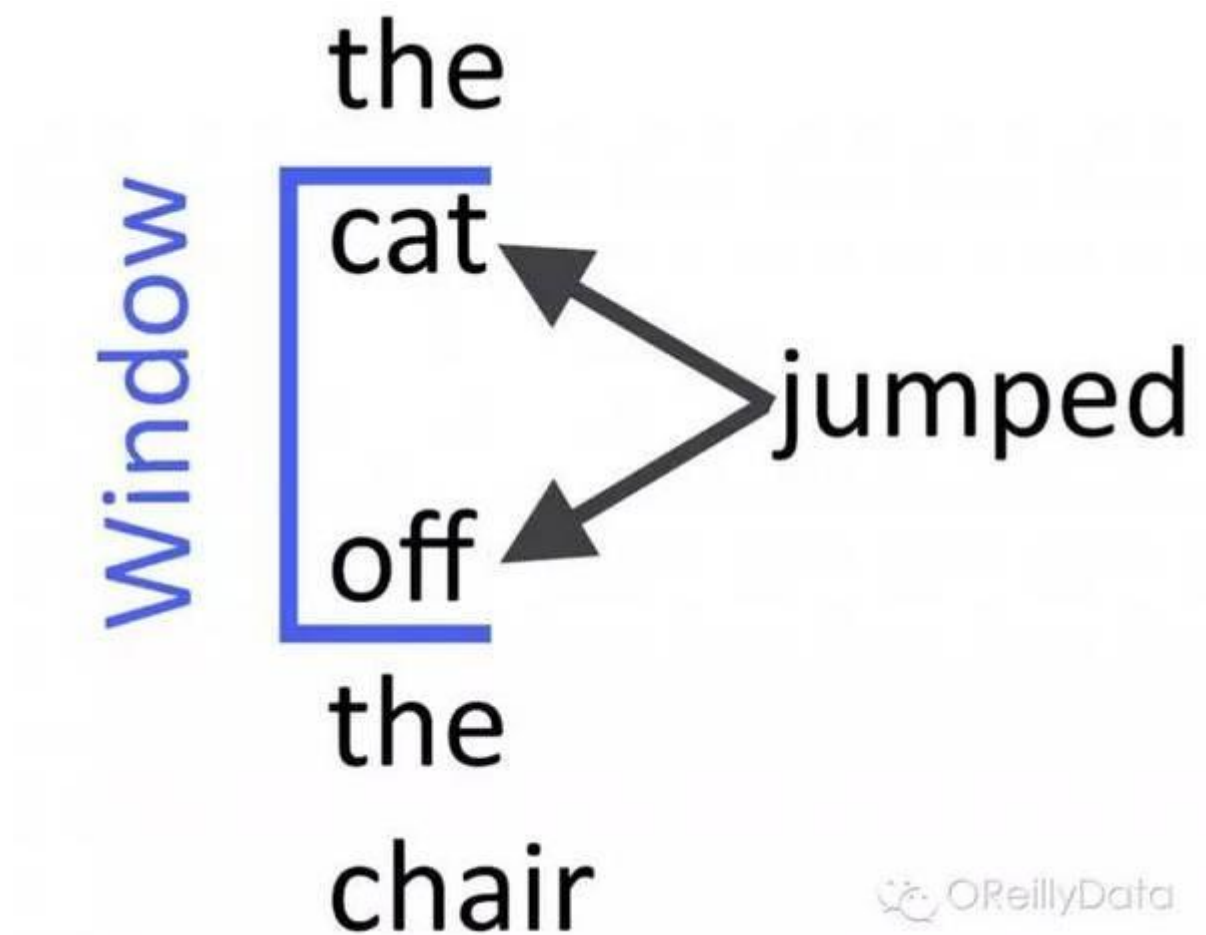 the
Window
cat
jumped
off
the
chair
OReillyData